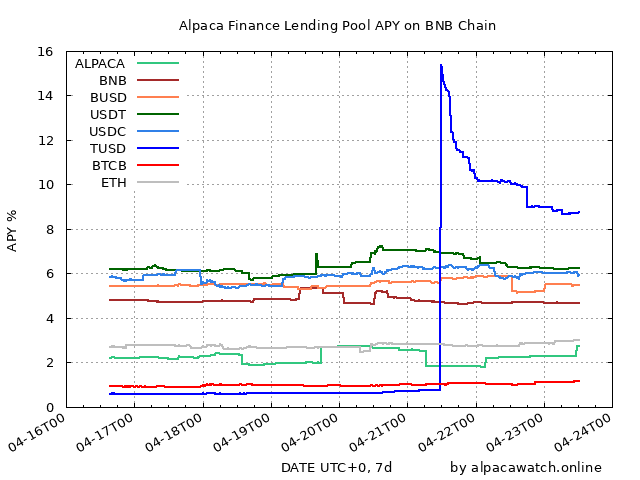 Alpaca Finance Lending Pool APY on BNB Chain
16
14
12
10
8
6
4
2
0
APY %
ALPACA
BNB
BUSD
USDT
USDC
TUSD
BTCB
ETH
04-16T00
04-17T00
04-18T00
04-19T00
04-20T00
04-21T00
04-22T00
04-23T00
04-24T00
DATE UTC+0, 7d
by alpacawatch.online